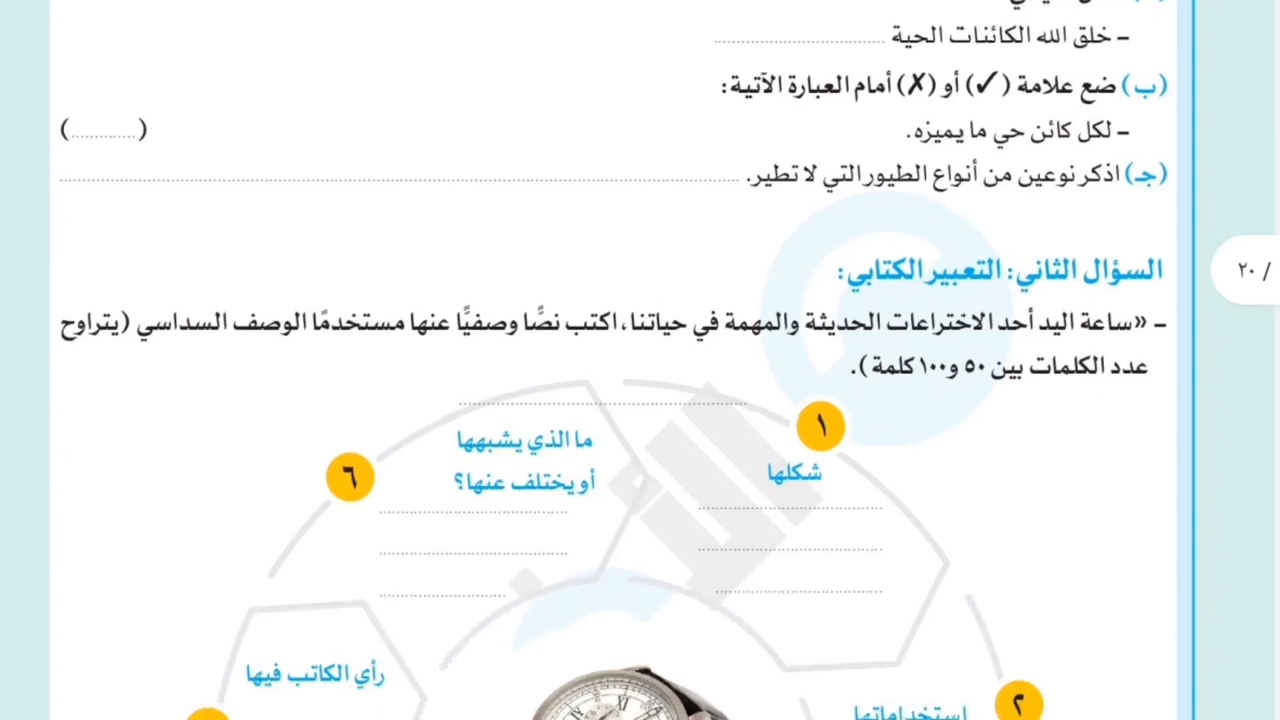 – خلق الله الكائنات الحية ..............................
(ب) ضع علامة (✓) أو (✗) أمام العبارة الآتية:
– لكل كائن حي ما يميزه. (............)
(جـ) اذكر نوعين من أنواع الطيور التي لا تطير. ..............................
السؤال الثاني: التعبير الكتابي:
– «ساعة اليد أحد الاختراعات الحديثة والمهمة في حياتنا، اكتب نصًّا وصفيًّا عنها مستخدمًا الوصف السداسي (يتراوح
عدد الكلمات بين ٥٠ و١٠٠ كلمة).
١
شكلها
٦
ما الذي يشبهها
أو يختلف عنها؟
رأي الكاتب فيها
٢
استخداماتها
٢٠ /